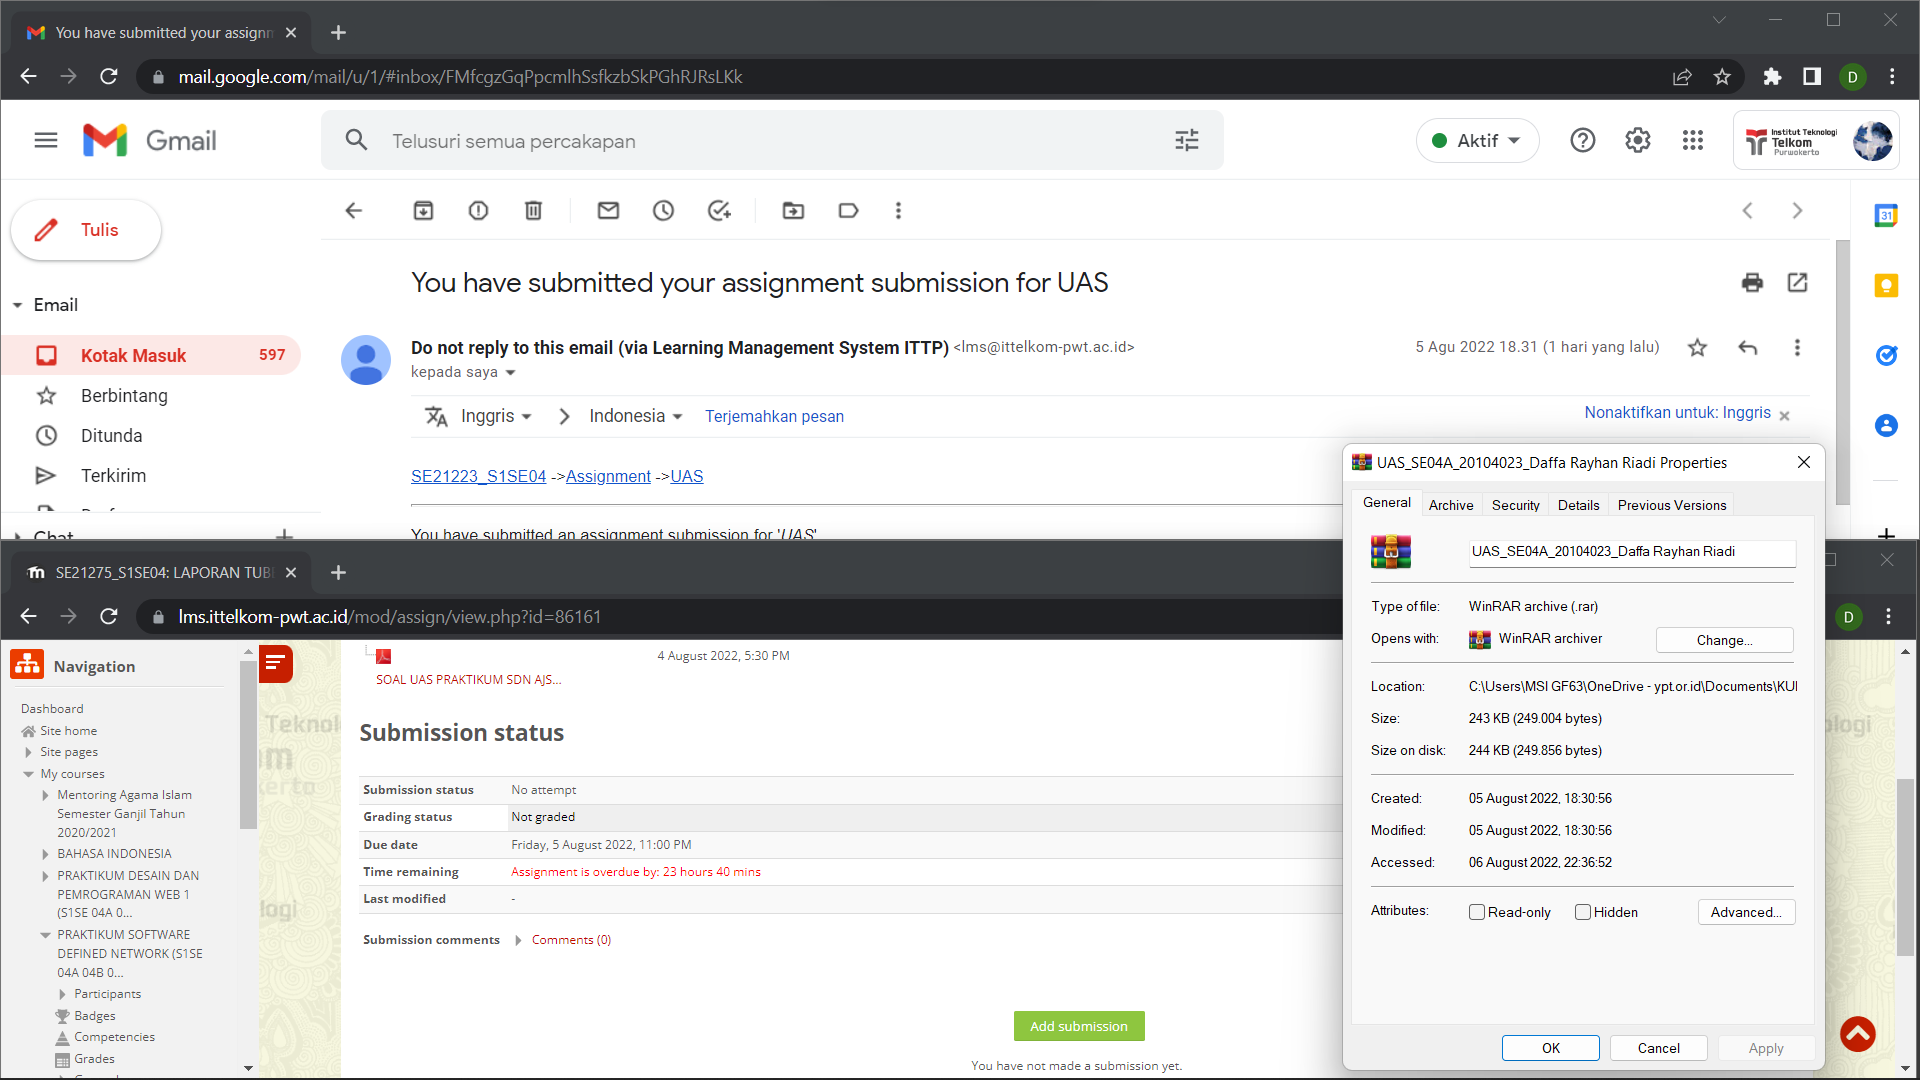 You have submitted your assignn
mail.google.com/mail/u/1/#inbox/FMfcgzGqPpcmlhSsfkzbSkPGhRJRsLKk
D
Gmail
Telusuri semua percakapan
Aktif
Institut Teknologi
Telkom
Purwokerto
Tulis
31
You have submitted your assignment submission for UAS
Email
Kotak Masuk 597
Berbintang
Ditunda
Terkirim
Chat
Do not reply to this email (via Learning Management System ITTP) <lms@ittelkom-pwt.ac.id>
5 Agu 2022 18.31 (1 hari yang lalu)
kepada saya
Inggris
Indonesia
Terjemahkan pesan
Nonaktifkan untuk: Inggris
SE21223_S1SE04 ->Assignment ->UAS
You have submitted an assignment submission for 'UAS'
SE21275_S1SE04: LAPORAN TUB
lms.ittelkom-pwt.ac.id/mod/assign/view.php?id=86161
D
Navigation
Dashboard
Site home
Site pages
My courses
Mentoring Agama Islam
Semester Ganjil Tahun
2020/2021
BAHASA INDONESIA
PRAKTIKUM DESAIN DAN
PEMROGRAMAN WEB 1
(S1SE 04A 0...
PRAKTIKUM SOFTWARE
DEFINED NETWORK (S1SE
04A 04B 0...
Participants
Badges
Competencies
Grades
4 August 2022, 5:30 PM
SOAL UAS PRAKTIKUM SDN AJS...
Submission status
Submission status No attempt
Grading status Not graded
Due date Friday, 5 August 2022, 11:00 PM
Time remaining Assignment is overdue by: 23 hours 40 mins
Last modified -
Submission comments Comments (0)
Add submission
You have not made a submission yet.
UAS_SE04A_20104023_Daffa Rayhan Riadi Properties
General Archive Security Details Previous Versions
UAS_SE04A_20104023_Daffa Rayhan Riadi
Type of file: WinRAR archive (.rar)
Opens with: WinRAR archiver Change...
Location: C:\Users\MSI GF63\OneDrive - ypt.or.id\Documents\KUI
Size: 243 KB (249.004 bytes)
Size on disk: 244 KB (249.856 bytes)
Created: 05 August 2022, 18:30:56
Modified: 05 August 2022, 18:30:56
Accessed: 06 August 2022, 22:36:52
Attributes: Read-only Hidden Advanced...
OK Cancel Apply